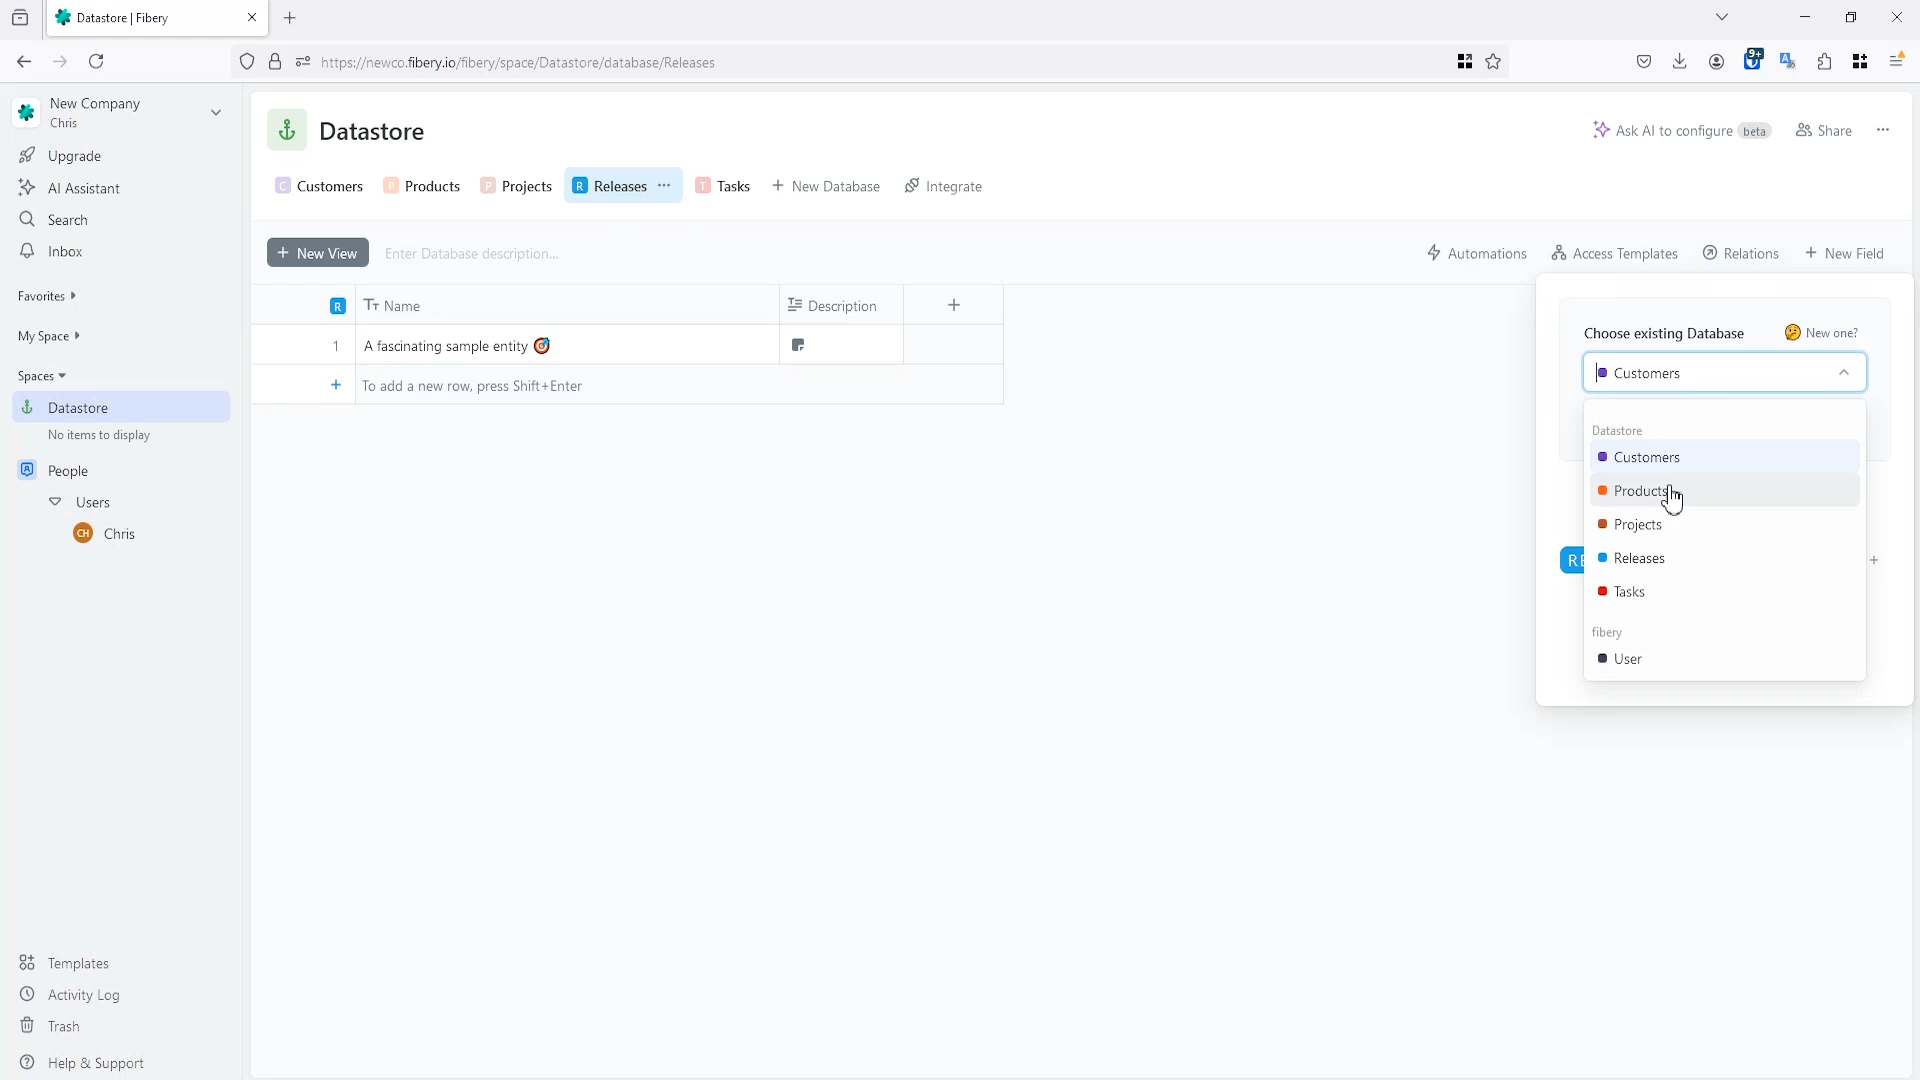 Datastore | Fibery
https://newco.fibery.io/fibery/space/Datastore/database/Releases
9+
New Company
Chris
Upgrade
AI Assistant
Search
Inbox
Favorites
My Space
Spaces
Datastore
No items to display
People
Users
CH Chris
Templates
Activity Log
Trash
Help & Support
Datastore
Ask AI to configure beta
Share
C Customers
P Products
P Projects
R Releases
T Tasks
+ New Database
Integrate
+ New View
Enter Database description...
Automations
Access Templates
Relations
+ New Field
R
Tт Name
Description
+
1
A fascinating sample entity 🎯
+
To add a new row, press Shift+Enter
Choose existing Database
🤔 New one?
Customers
Datastore
Customers
Products
Projects
Releases
Tasks
fibery
User
RE
+